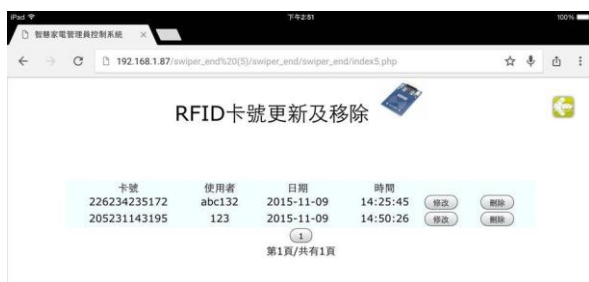 iPad 下午2:51 100%
智慧家電管理員控制系統 ×
192.168.1.87/swiper_end%20(5)/swiper_end/swiper_end/index5.php
RFID卡號更新及移除
卡號 使用者 日期 時間
226234235172 abc132 2015-11-09 14:25:45 修改 刪除
205231143195 123 2015-11-09 14:50:26 修改 刪除
1
第1頁/共有1頁